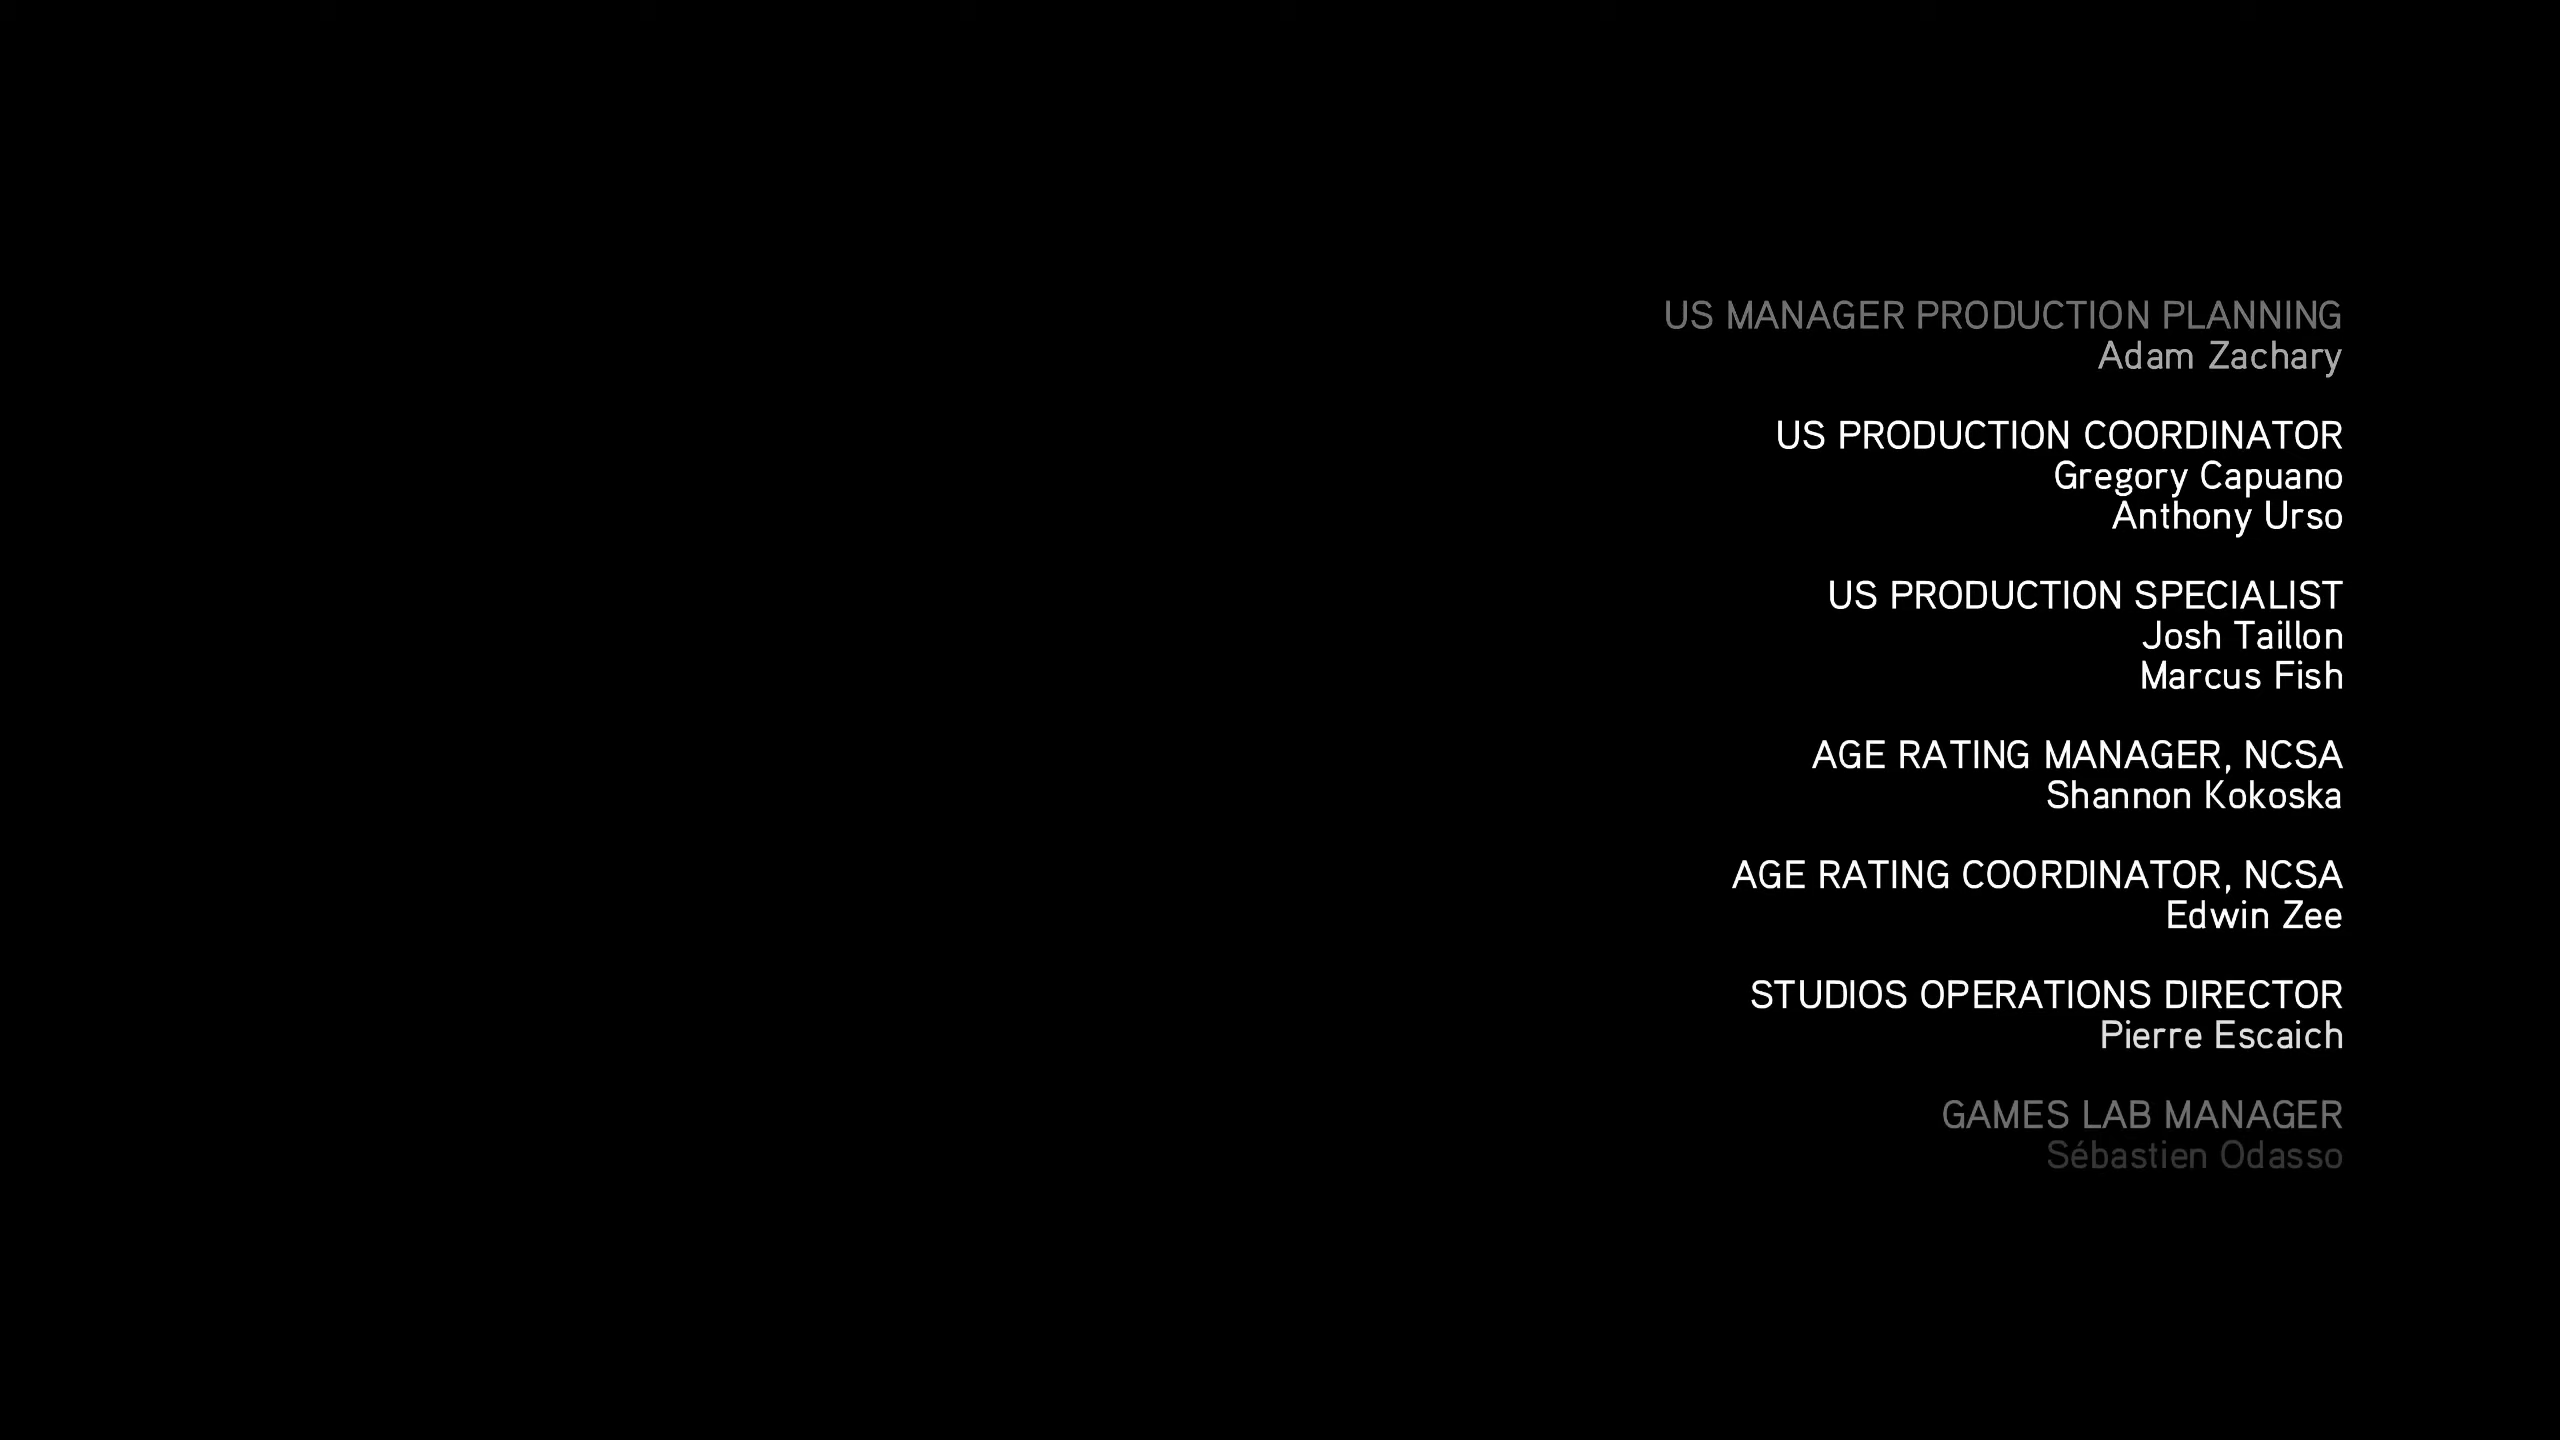 US MANAGER PRODUCTION PLANNING
Adam Zachary
US PRODUCTION COORDINATOR
Gregory Capuano
Anthony Urso
US PRODUCTION SPECIALIST
Josh Taillon
Marcus Fish
AGE RATING MANAGER, NCSA
Shannon Kokoska
AGE RATING COORDINATOR, NCSA
Edwin Zee
STUDIOS OPERATIONS DIRECTOR
Pierre Escaich
GAMES LAB MANAGER
Sébastien Odasso